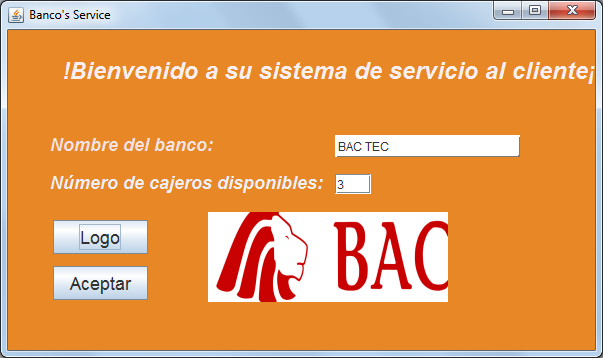 Banco's Service
!Bienvenido a su sistema de servicio al cliente¡
Nombre del banco:
BAC TEC
Número de cajeros disponibles:
3
Logo
BAC
Aceptar